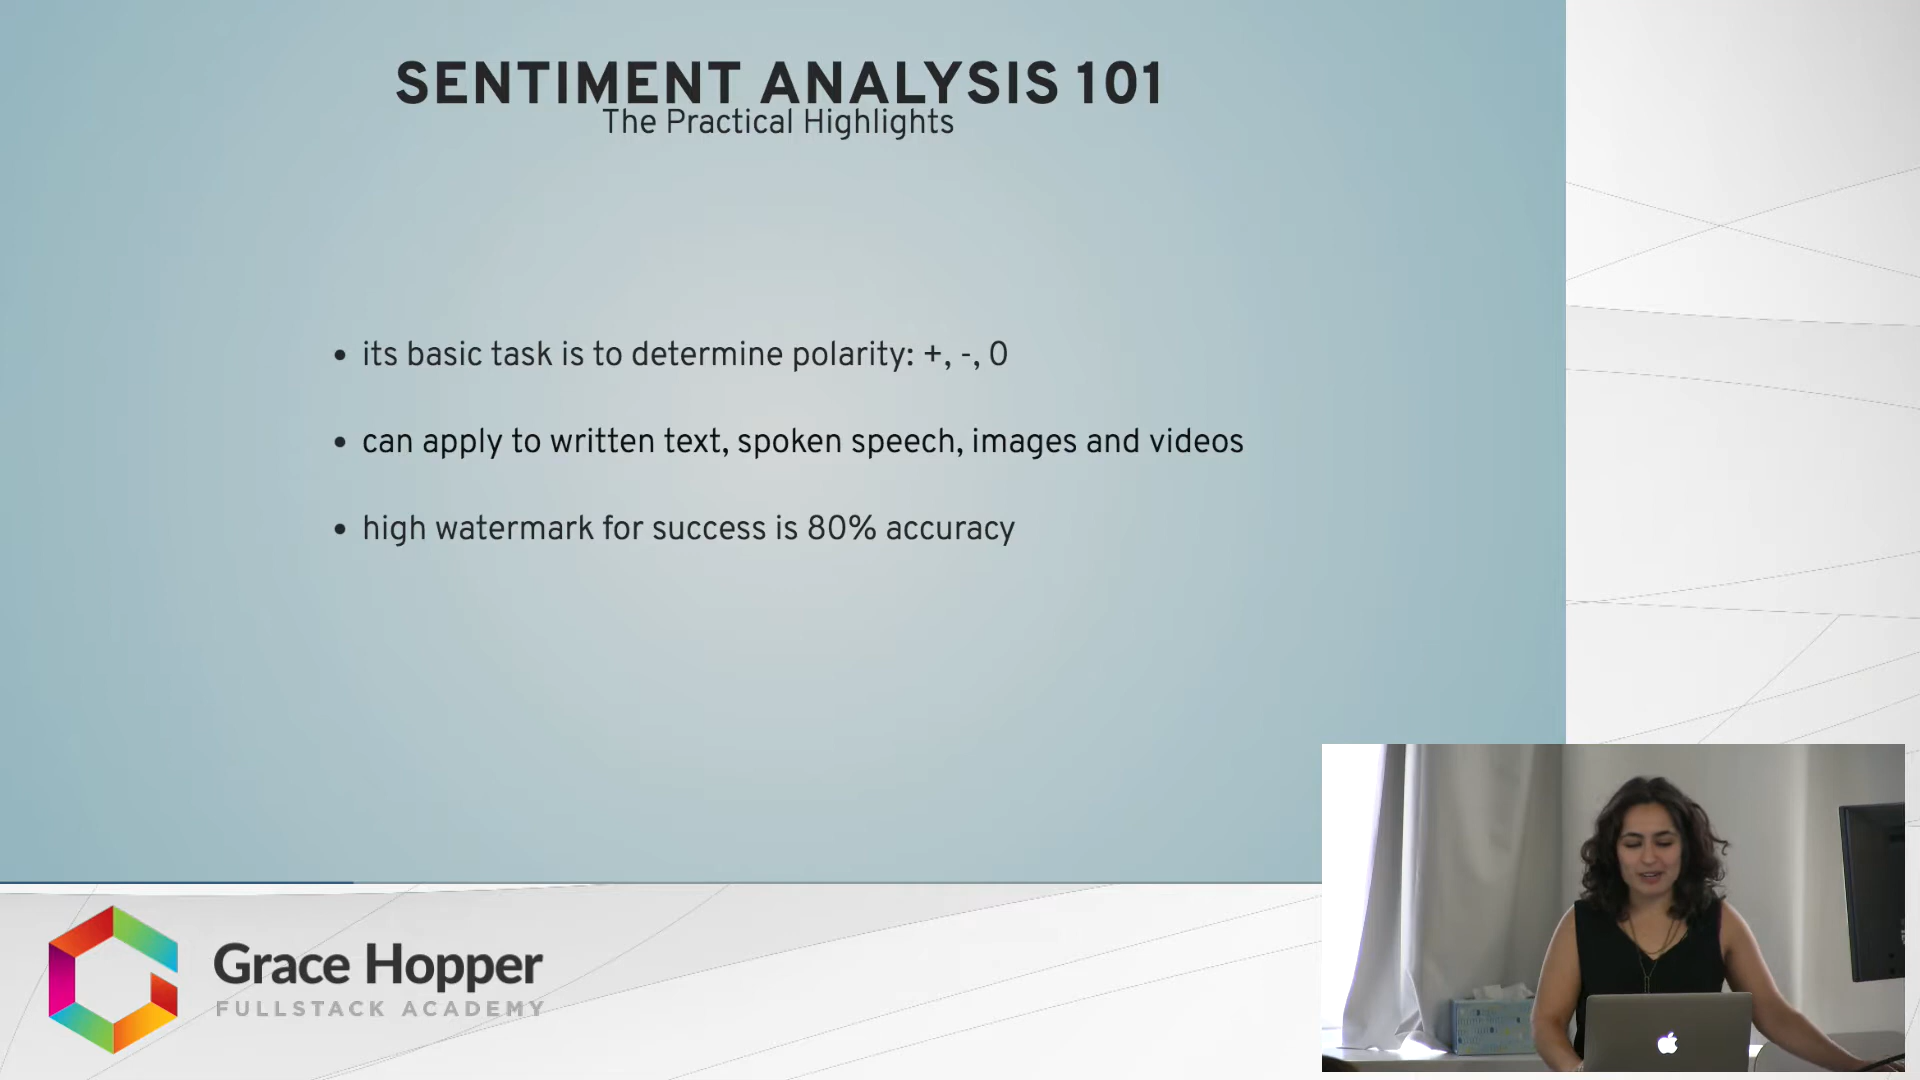 SENTIMENT ANALYSIS 101
The Practical Highlights
• its basic task is to determine polarity: +, -, 0
• can apply to written text, spoken speech, images and videos
• high watermark for success is 80% accuracy
Grace Hopper
FULLSTACK ACADEMY